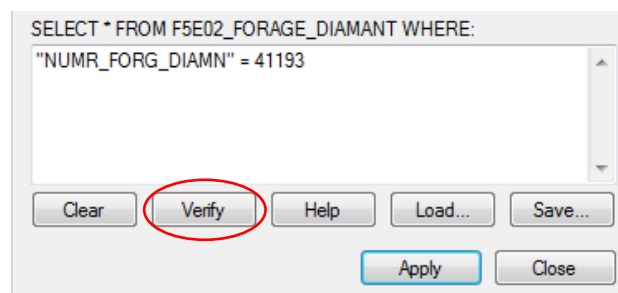 SELECT * FROM F5E02_FORAGE_DIAMANT WHERE:
"NUMR_FORG_DIAMN" = 41193
Clear Verify Help Load... Save...
Apply Close